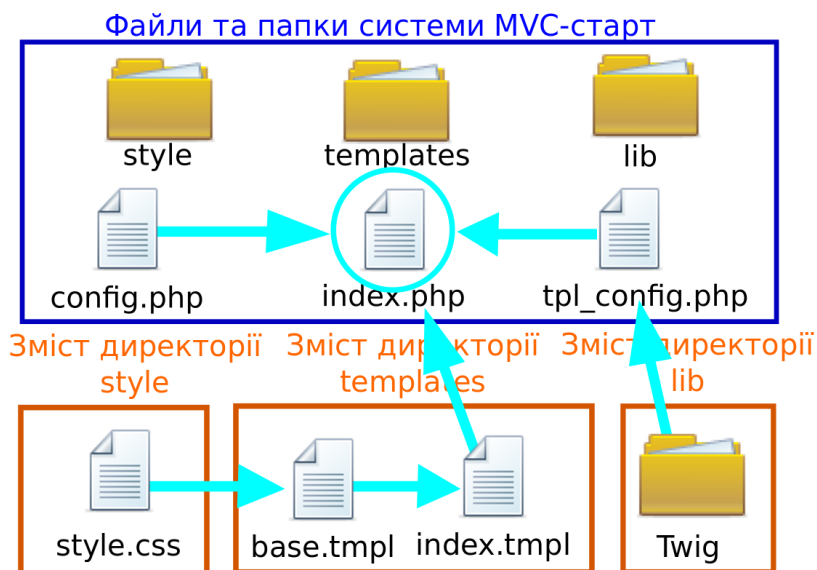 Файли та папки системи MVC-старт
style
templates
lib
config.php
index.php
tpl_config.php
Зміст директорії
style
Зміст директорії
templates
Зміст директорії
lib
style.css
base.tmpl
index.tmpl
Twig